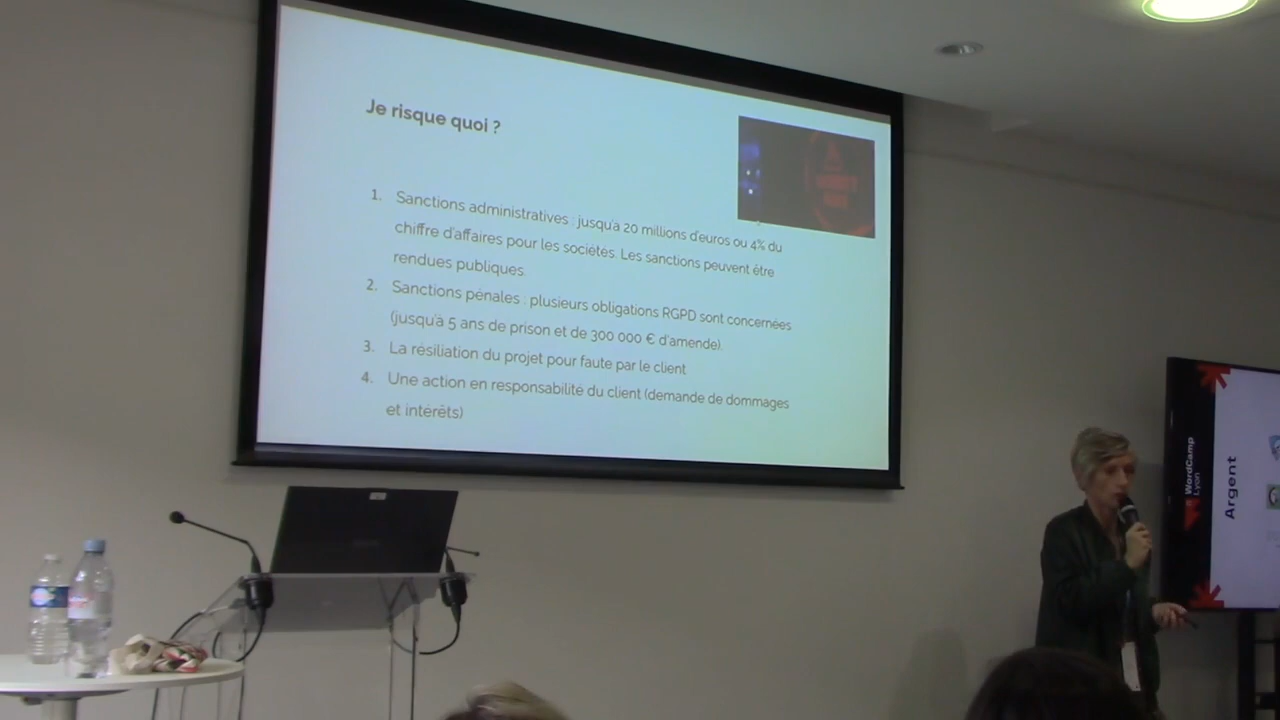 Je risque quoi ?
1. Sanctions administratives : jusqu'à 20 millions d'euros ou 4% du
chiffre d'affaires pour les sociétés. Les sanctions peuvent être
rendues publiques.
2. Sanctions pénales : plusieurs obligations RGPD sont concernées
(jusqu'à 5 ans de prison et de 300 000 € d'amende).
3. La résiliation du projet pour faute par le client
4. Une action en responsabilité du client (demande de dommages
et intérêts)
WordCamp
Lyon
Argent